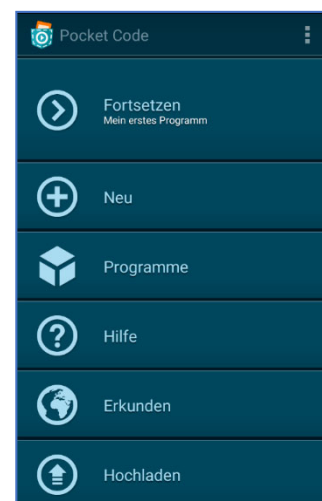 Pocket Code
Fortsetzen
Mein erstes Programm
Neu
Programme
Hilfe
Erkunden
Hochladen